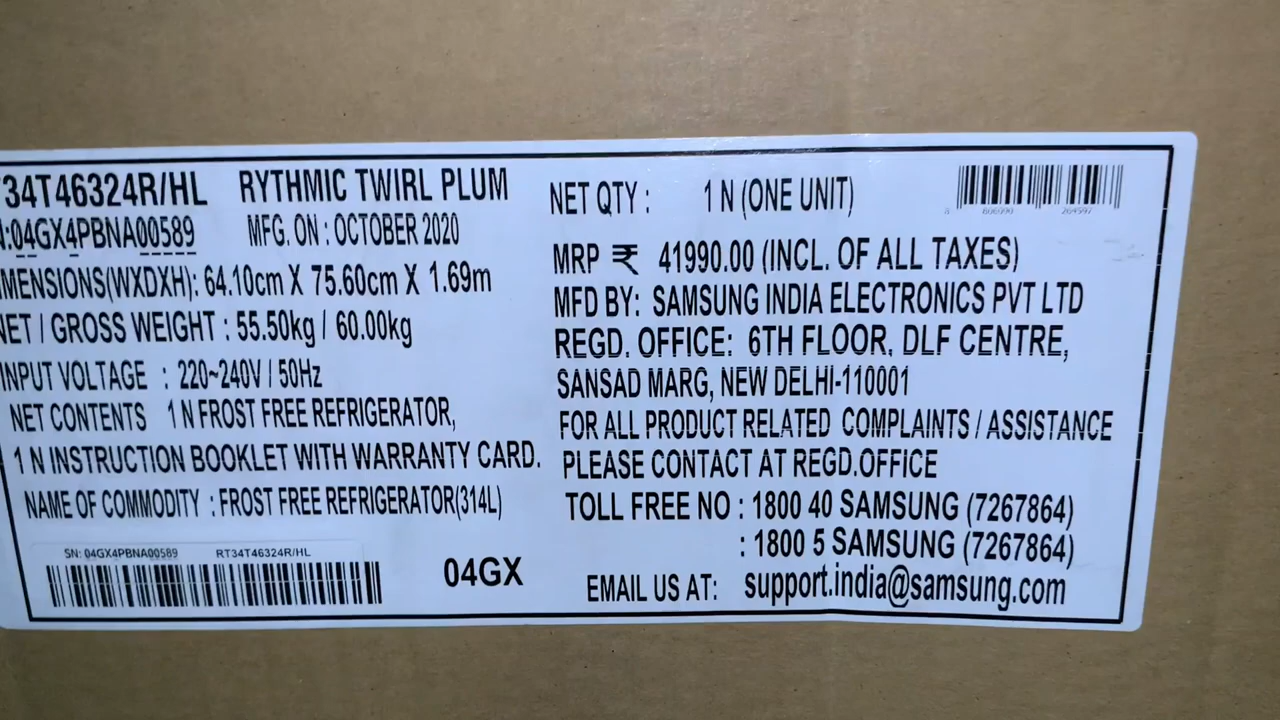 T34T46324R/HL RYTHMIC TWIRL PLUM
N:04GX4PBNA00589 MFG. ON : OCTOBER 2020
IMENSIONS(WXDXH): 64.10cm X 75.60cm X 1.69m
NET / GROSS WEIGHT : 55.50kg / 60.00kg
INPUT VOLTAGE : 220~240V / 50Hz
NET CONTENTS 1 N FROST FREE REFRIGERATOR,
1 N INSTRUCTION BOOKLET WITH WARRANTY CARD.
NAME OF COMMODITY : FROST FREE REFRIGERATOR(314L)
SN: 04GX4PBNA00589 RT34T46324R/HL
04GX
NET QTY : 1 N (ONE UNIT)
MRP ₹ 41990.00 (INCL. OF ALL TAXES)
MFD BY: SAMSUNG INDIA ELECTRONICS PVT LTD
REGD. OFFICE: 6TH FLOOR, DLF CENTRE,
SANSAD MARG, NEW DELHI-110001
FOR ALL PRODUCT RELATED COMPLAINTS / ASSISTANCE
PLEASE CONTACT AT REGD.OFFICE
TOLL FREE NO : 1800 40 SAMSUNG (7267864)
: 1800 5 SAMSUNG (7267864)
EMAIL US AT: support.india@samsung.com